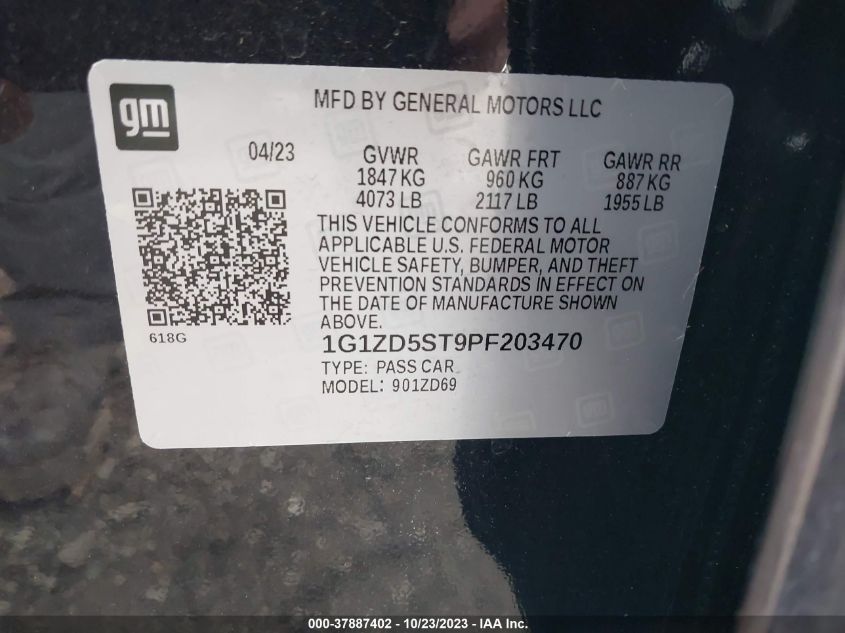 gm
MFD BY GENERAL MOTORS LLC
04/23 GVWR GAWR FRT GAWR RR
1847 KG 960 KG 887 KG
4073 LB 2117 LB 1955 LB
THIS VEHICLE CONFORMS TO ALL
APPLICABLE U.S. FEDERAL MOTOR
VEHICLE SAFETY, BUMPER, AND THEFT
PREVENTION STANDARDS IN EFFECT ON
THE DATE OF MANUFACTURE SHOWN
ABOVE.
618G
1G1ZD5ST9PF203470
TYPE: PASS CAR
MODEL: 901ZD69
000-37887402 - 10/23/2023 - IAA Inc.